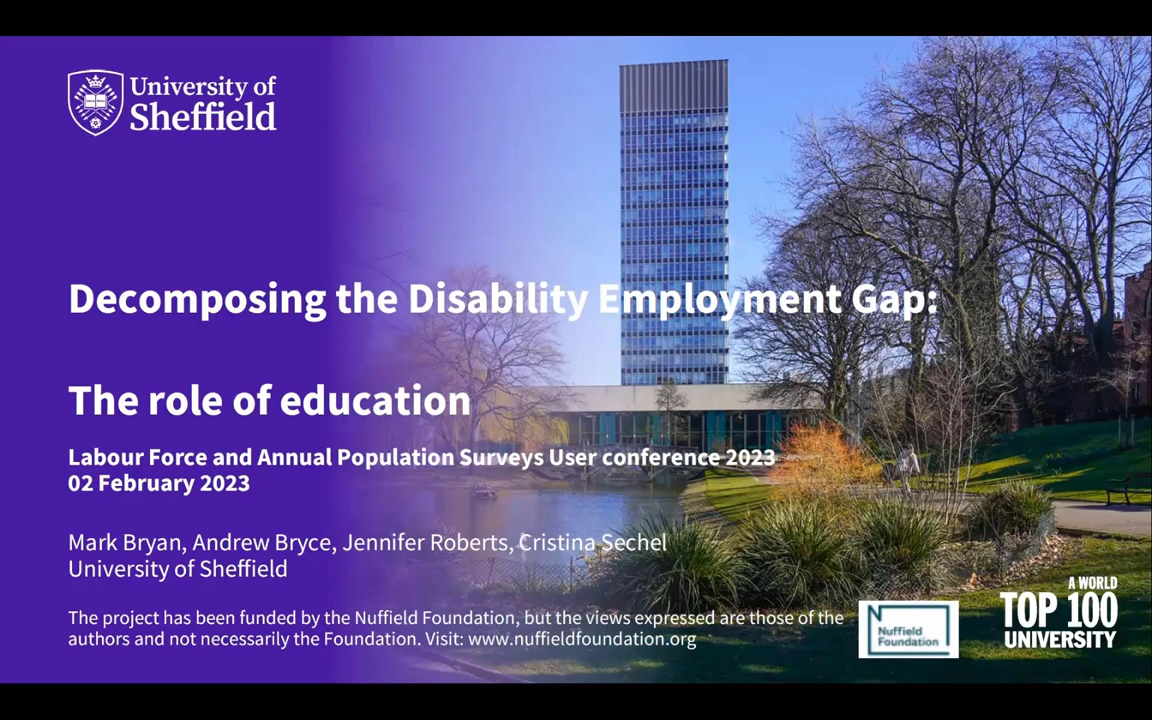 University of
Sheffield
Decomposing the Disability Employment Gap:
The role of education
Labour Force and Annual Population Surveys User conference 2023
02 February 2023
Mark Bryan, Andrew Bryce, Jennifer Roberts, Cristina Sechel
University of Sheffield
The project has been funded by the Nuffield Foundation, but the views expressed are those of the
authors and not necessarily the Foundation. Visit: www.nuffieldfoundation.org
N
Nuffield
Foundation
A WORLD
TOP 100
UNIVERSITY